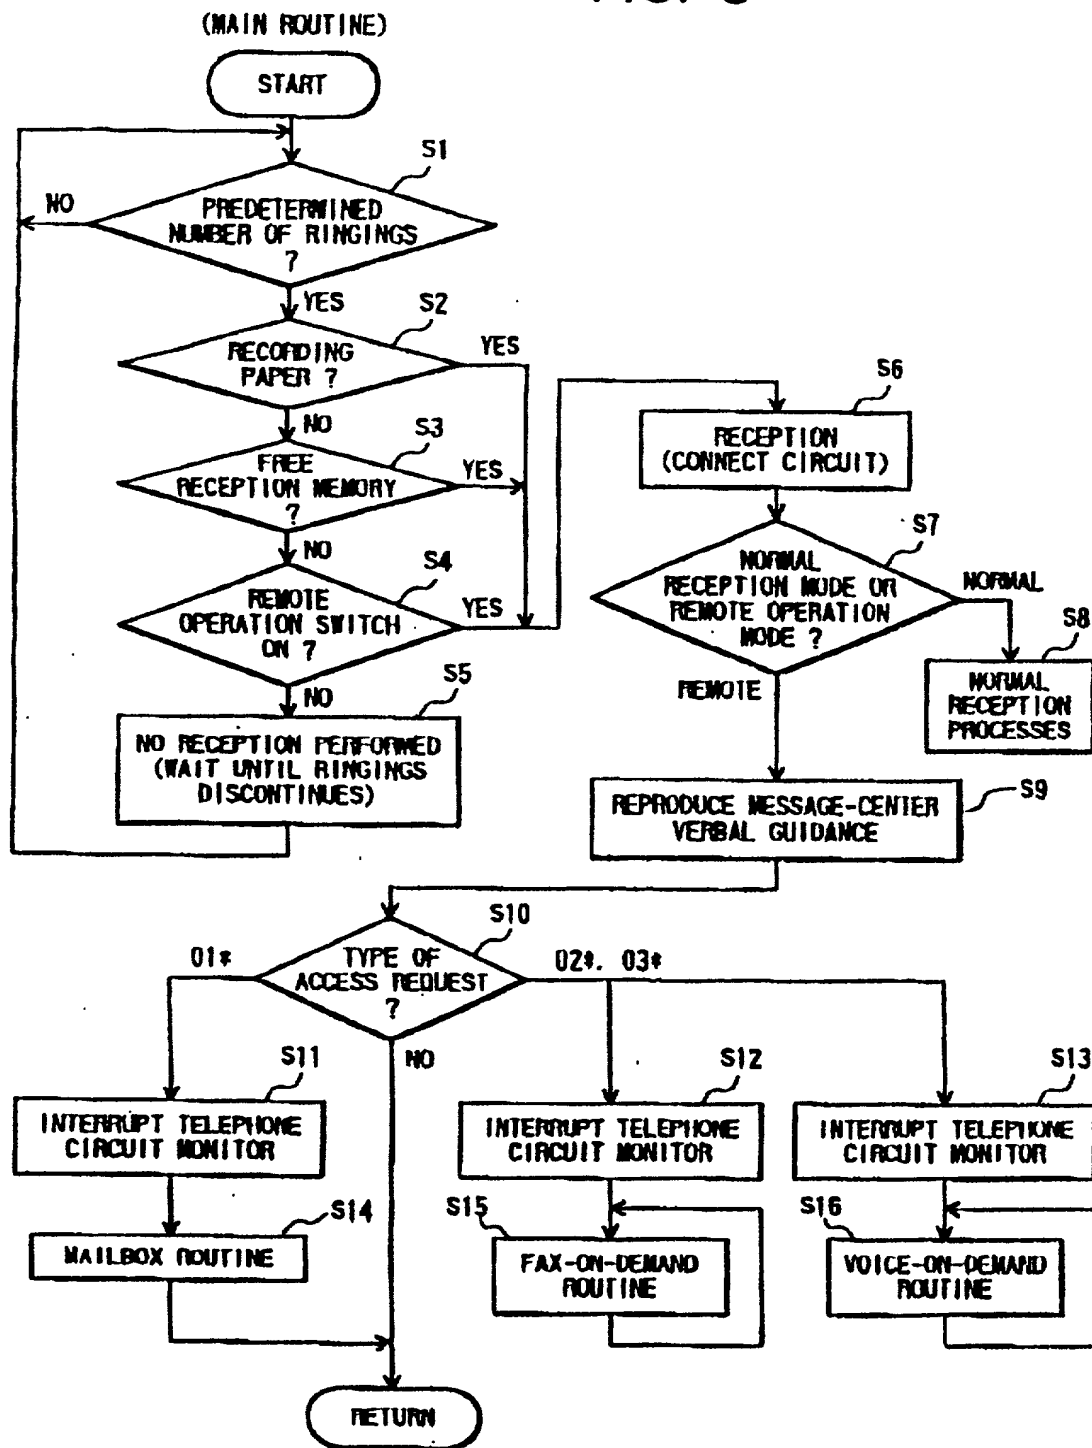 (MAIN ROUTINE)
START
S1
NO
PREDETERMINED
NUMBER OF RINGINGS
?
YES
S2
RECORDING
PAPER ?
YES
NO
S3
FREE
RECEPTION MEMORY
?
YES
NO
S4
REMOTE
OPERATION SWITCH
ON ?
YES
NO
S5
NO RECEPTION PERFORMED
(WAIT UNTIL RINGINGS
DISCONTINUES)
S6
RECEPTION
(CONNECT CIRCUIT)
S7
NORMAL
RECEPTION MODE OR
REMOTE OPERATION
MODE ?
NORMAL
REMOTE
S8
NORMAL
RECEPTION
PROCESSES
S9
REPRODUCE MESSAGE-CENTER
VERBAL GUIDANCE
S10
TYPE OF
ACCESS REQUEST
?
01*
02*. 03*
NO
S11
INTERRUPT TELEPHONE
CIRCUIT MONITOR
S12
INTERRUPT TELEPHONE
CIRCUIT MONITOR
S13
INTERRUPT TELEPHONE
CIRCUIT MONITOR
S14
MAILBOX ROUTINE
S15
FAX-ON-DEMAND
ROUTINE
S16
VOICE-ON-DEMAND
ROUTINE
RETURN